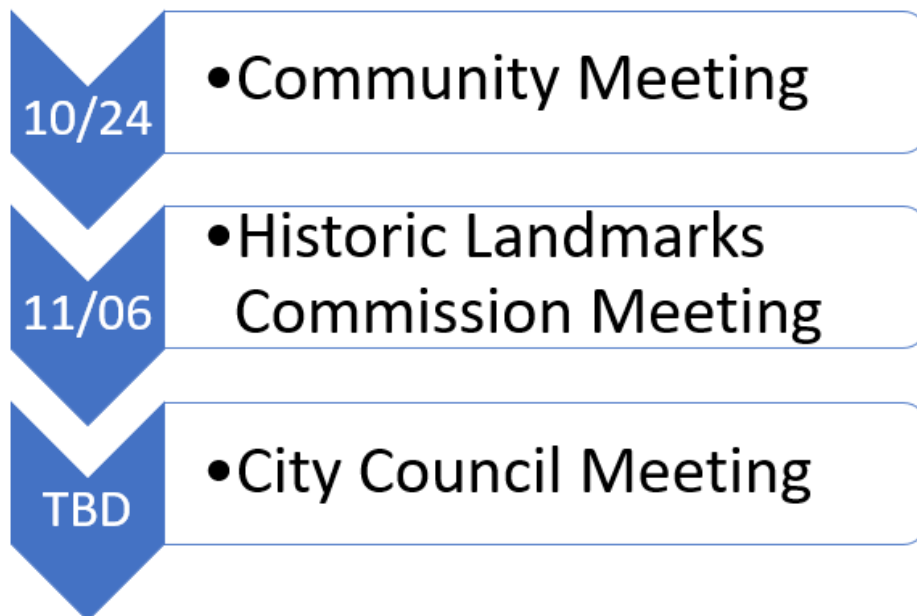 10/24
•Community Meeting
11/06
•Historic Landmarks
Commission Meeting
TBD
•City Council Meeting